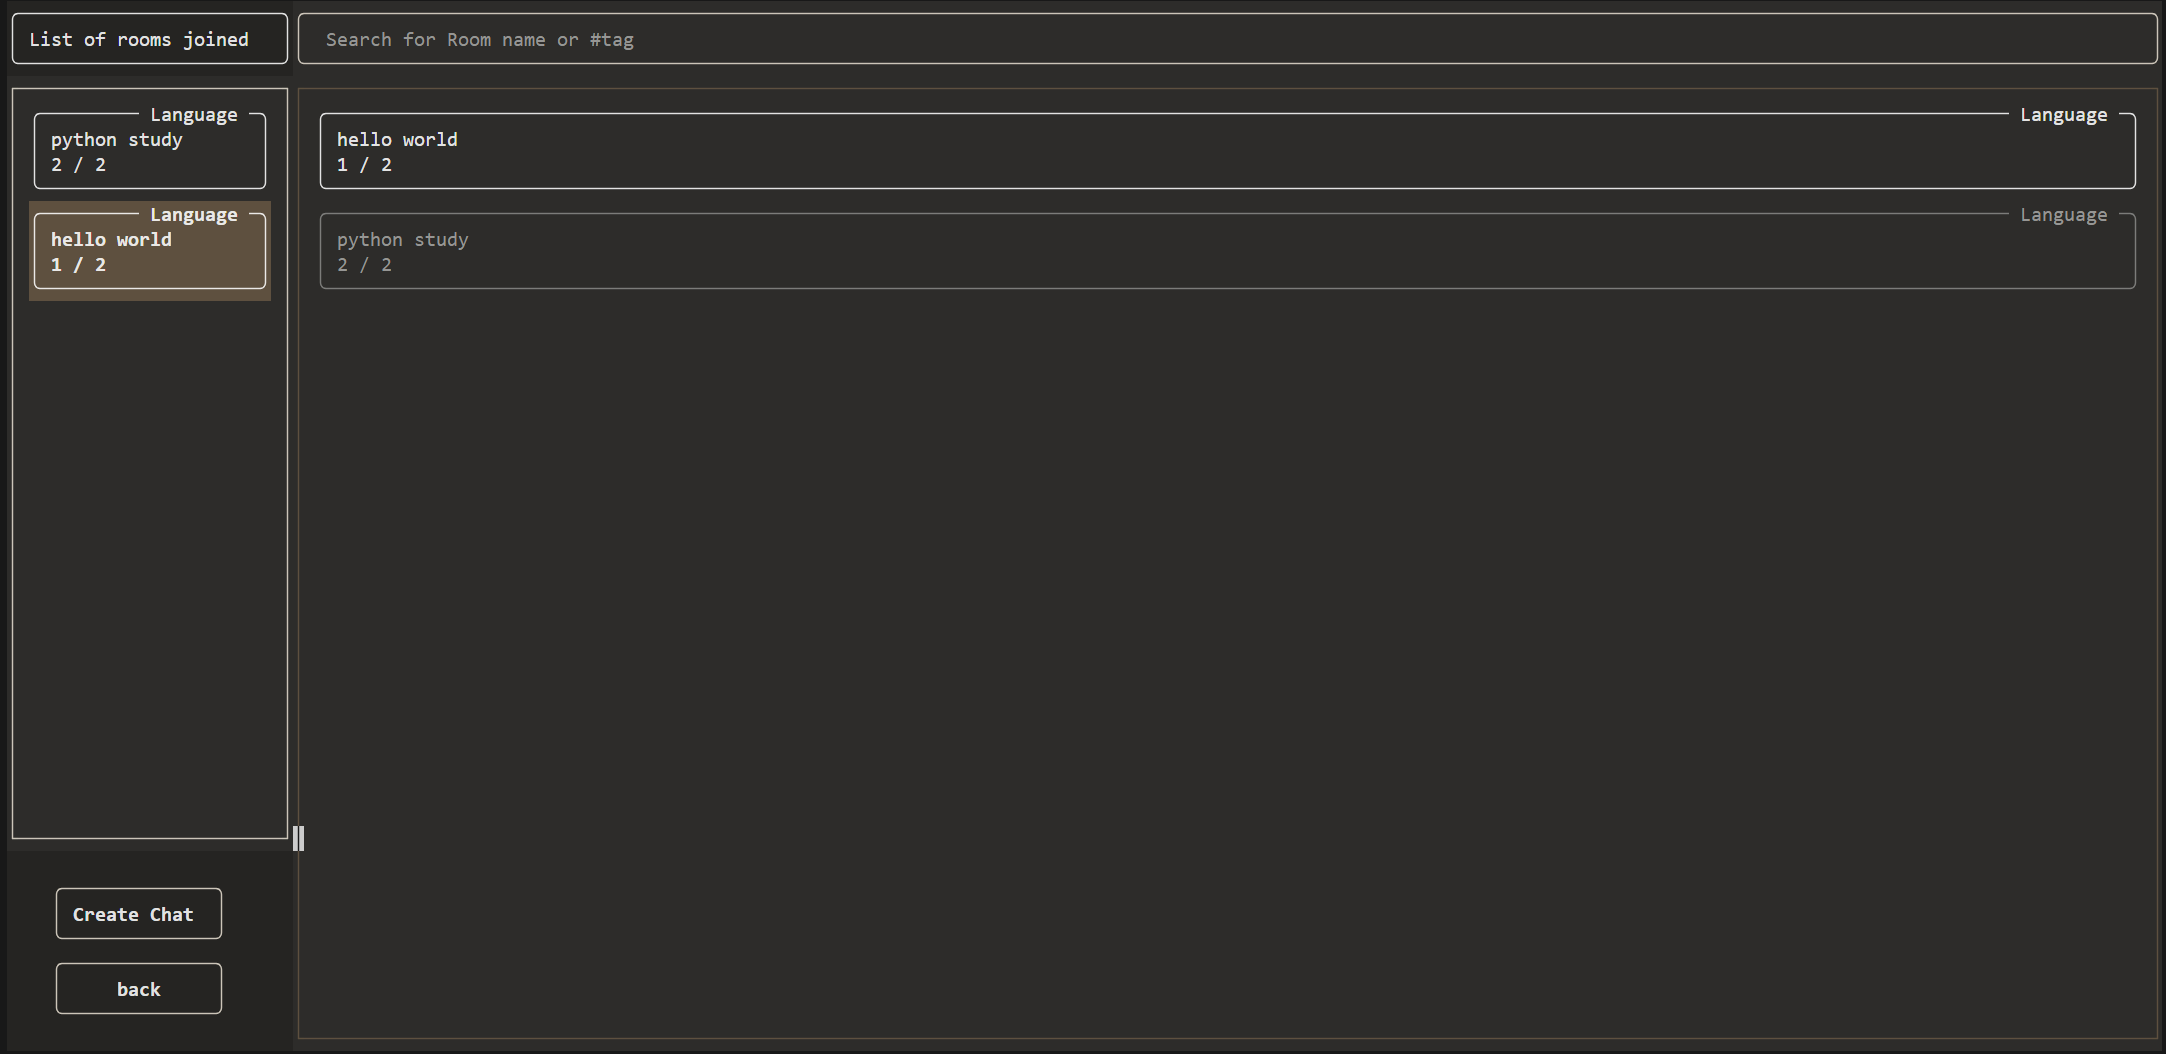 List of rooms joined
Search for Room name or #tag
Language
python study
2 / 2
Language
hello world
1 / 2
Language
hello world
1 / 2
Language
python study
2 / 2
Create Chat
back